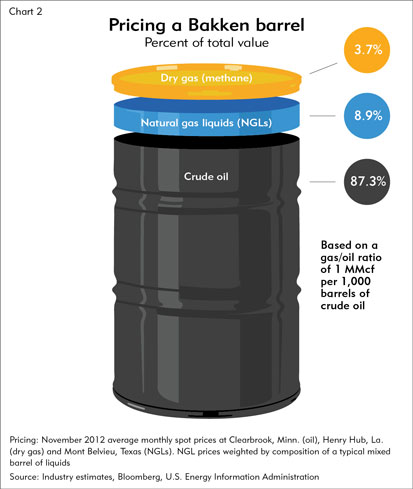 Chart 2
Pricing a Bakken barrel
Percent of total value
Dry gas (methane)
3.7%
Natural gas liquids (NGLs)
8.9%
Crude oil
87.3%
Based on a
gas/oil ratio
of 1 MMcf
per 1,000
barrels of
crude oil
Pricing: November 2012 average monthly spot prices at Clearbrook, Minn. (oil), Henry Hub, La.
(dry gas) and Mont Belvieu, Texas (NGLs). NGL prices weighted by composition of a typical mixed
barrel of liquids
Source: Industry estimates, Bloomberg, U.S. Energy Information Administration